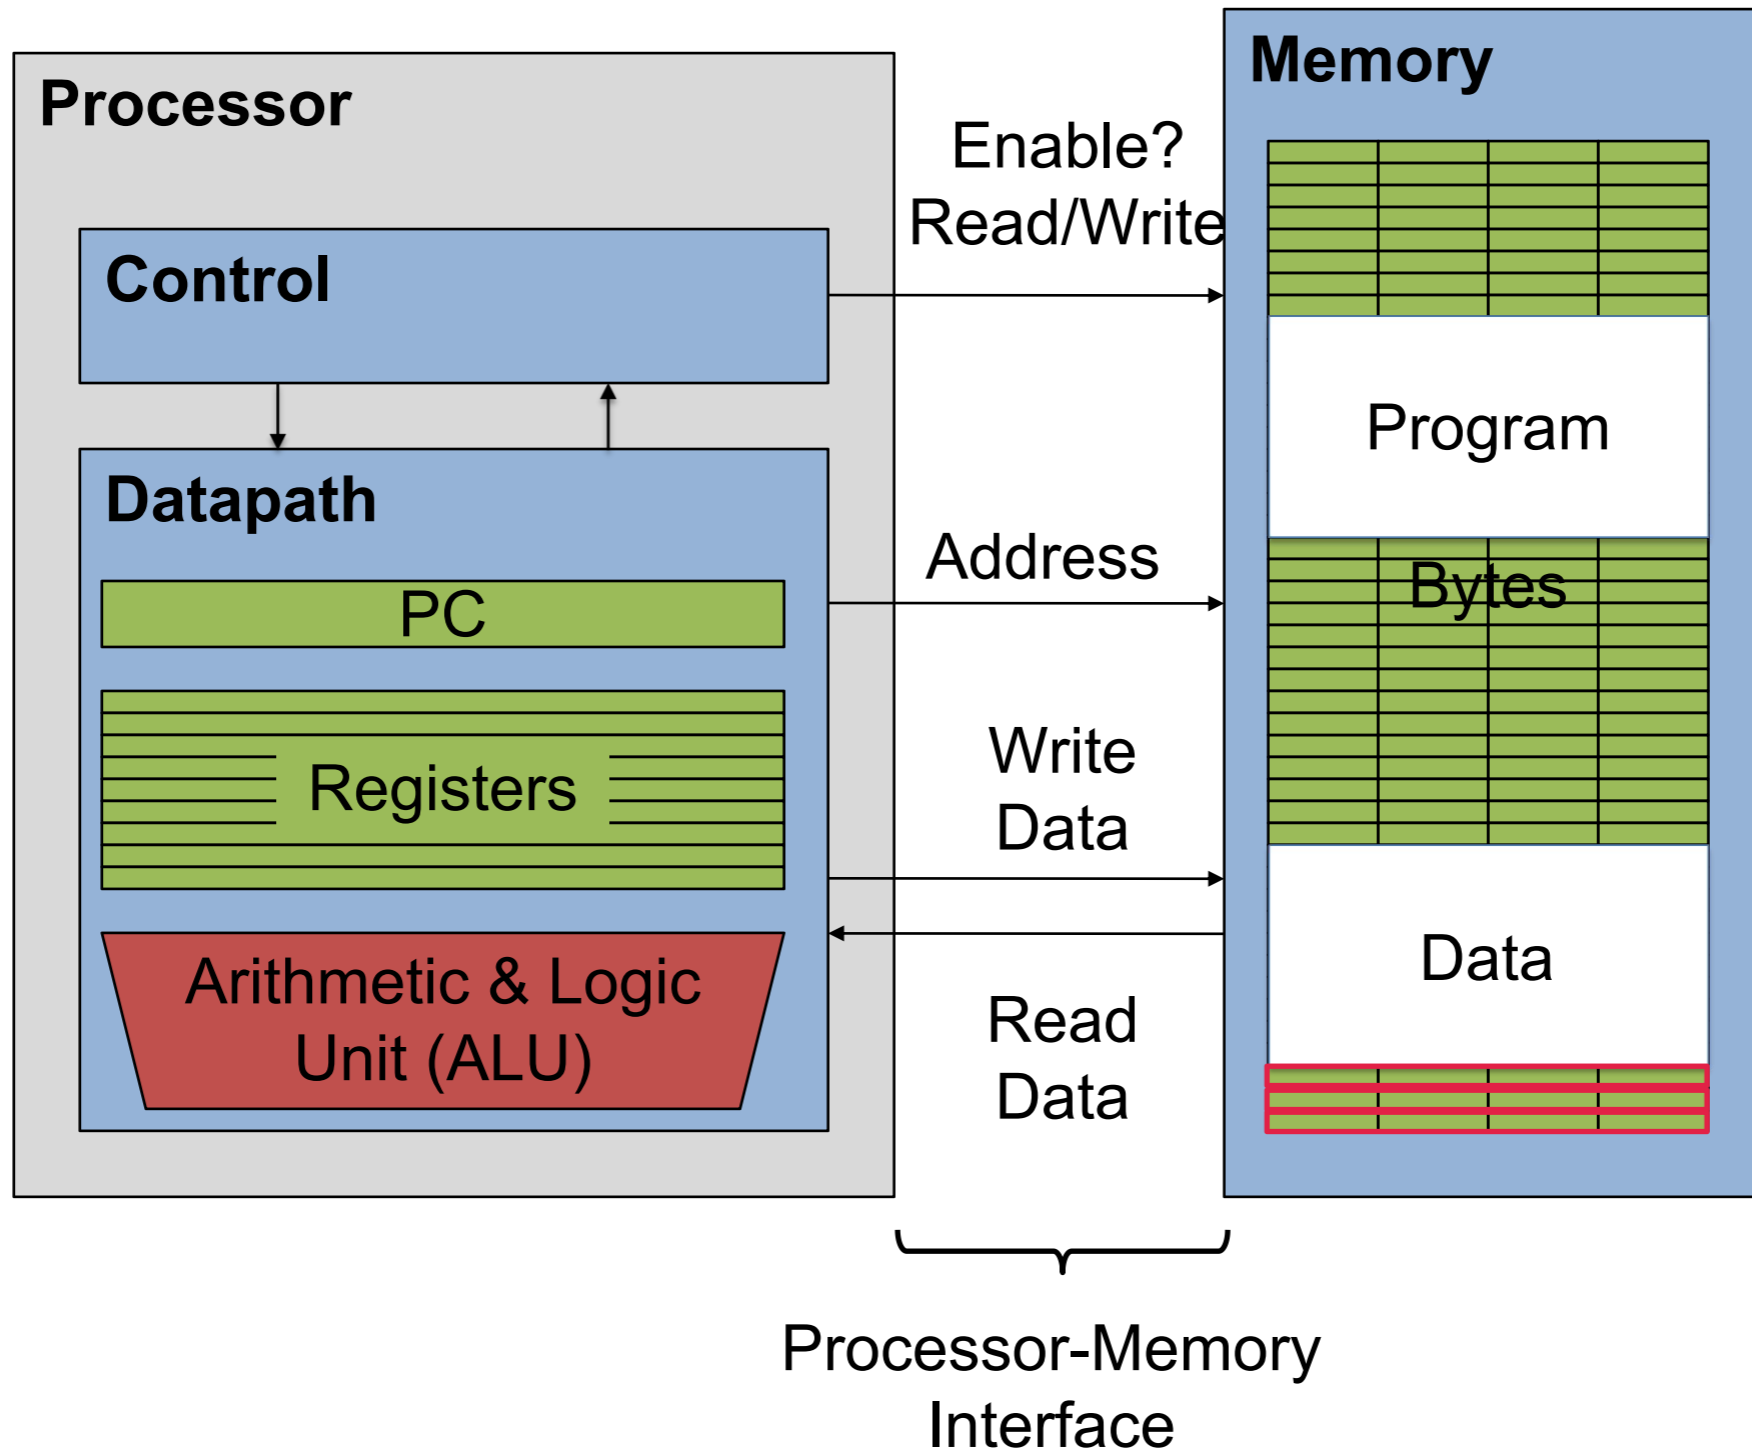 Processor
Control
Datapath
PC
Registers
Arithmetic & Logic
Unit (ALU)
Enable?
Read/Write
Address
Write
Data
Read
Data
Memory
Program
Bytes
Data
Processor-Memory
Interface